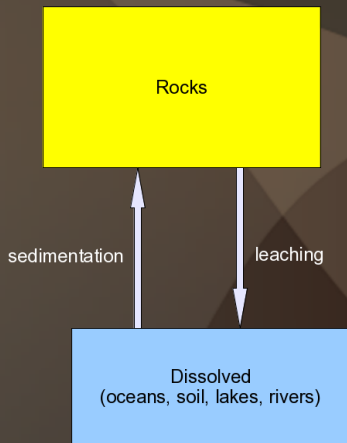 Rocks
sedimentation
leaching
Dissolved
(oceans, soil, lakes, rivers)